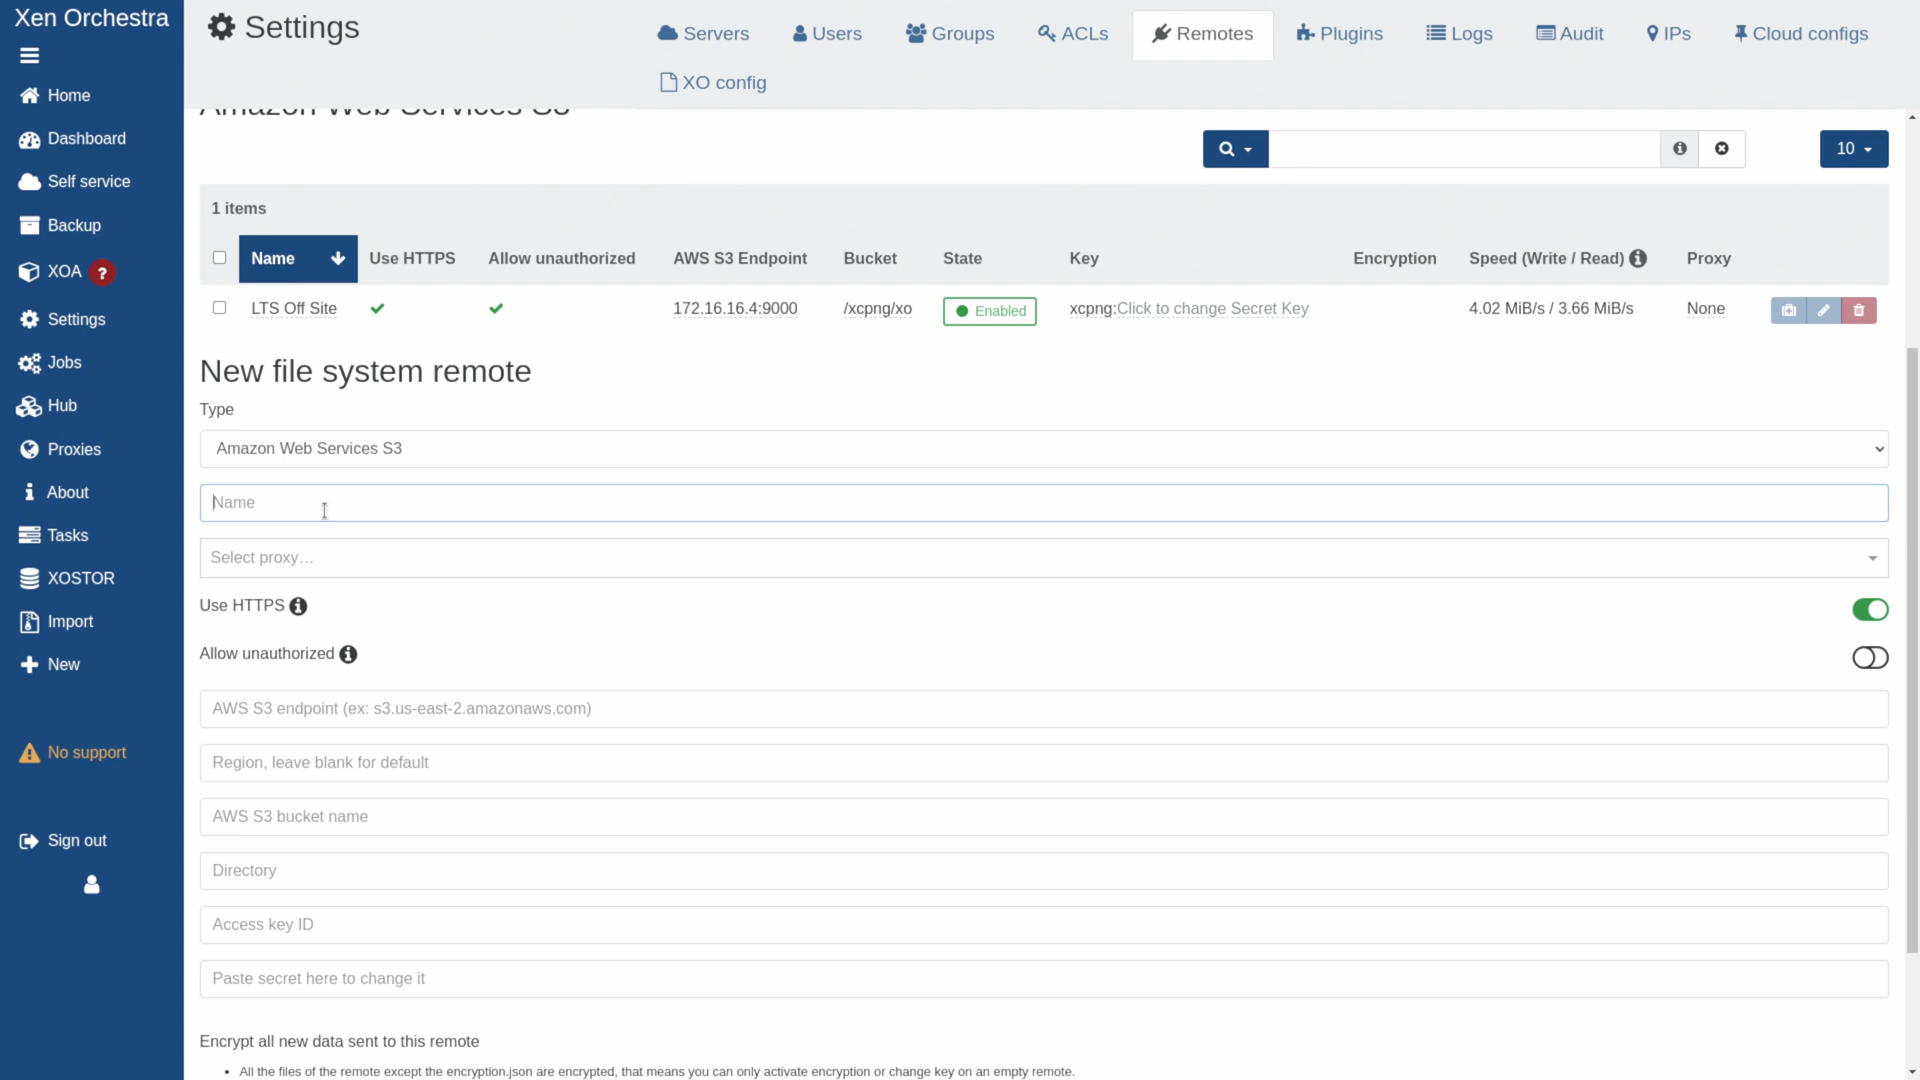 Xen Orchestra
Settings
Servers
Users
Groups
ACLs
Remotes
Plugins
Logs
Audit
IPs
Cloud configs
XO config
Home
Dashboard
Self service
Backup
XOA ?
Settings
Jobs
Hub
Proxies
About
Tasks
XOSTOR
Import
New
No support
Sign out
Amazon Web Services S3
10
1 items
Name Use HTTPS Allow unauthorized AWS S3 Endpoint Bucket State Key Encryption Speed (Write / Read) Proxy
LTS Off Site 172.16.16.4:9000 /xcpng/xo Enabled xcpng:Click to change Secret Key 4.02 MiB/s / 3.66 MiB/s None
New file system remote
Type
Amazon Web Services S3
Name
Select proxy…
Use HTTPS
Allow unauthorized
AWS S3 endpoint (ex: s3.us-east-2.amazonaws.com)
Region, leave blank for default
AWS S3 bucket name
Directory
Access key ID
Paste secret here to change it
Encrypt all new data sent to this remote
• All the files of the remote except the encryption.json are encrypted, that means you can only activate encryption or change key on an empty remote.